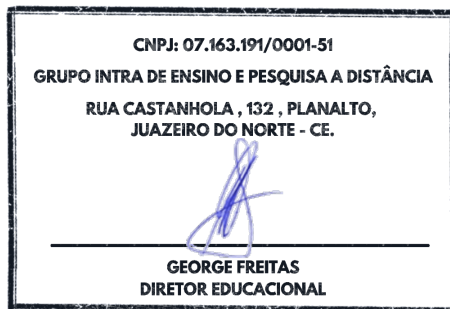 CNPJ: 07.163.191/0001-51
GRUPO INTRA DE ENSINO E PESQUISA A DISTÂNCIA
RUA CASTANHOLA , 132 , PLANALTO,
JUAZEIRO DO NORTE - CE.
GEORGE FREITAS
DIRETOR EDUCACIONAL